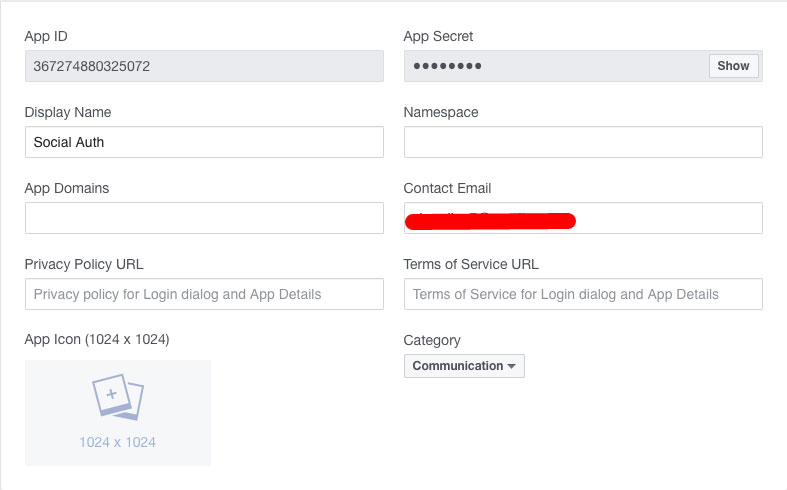 App ID
App Secret
367274880325072
●●●●●●●●
Show
Display Name
Namespace
Social Auth
App Domains
Contact Email
Privacy Policy URL
Terms of Service URL
Privacy policy for Login dialog and App Details
Terms of Service for Login dialog and App Details
App Icon (1024 x 1024)
Category
Communication
1024 x 1024